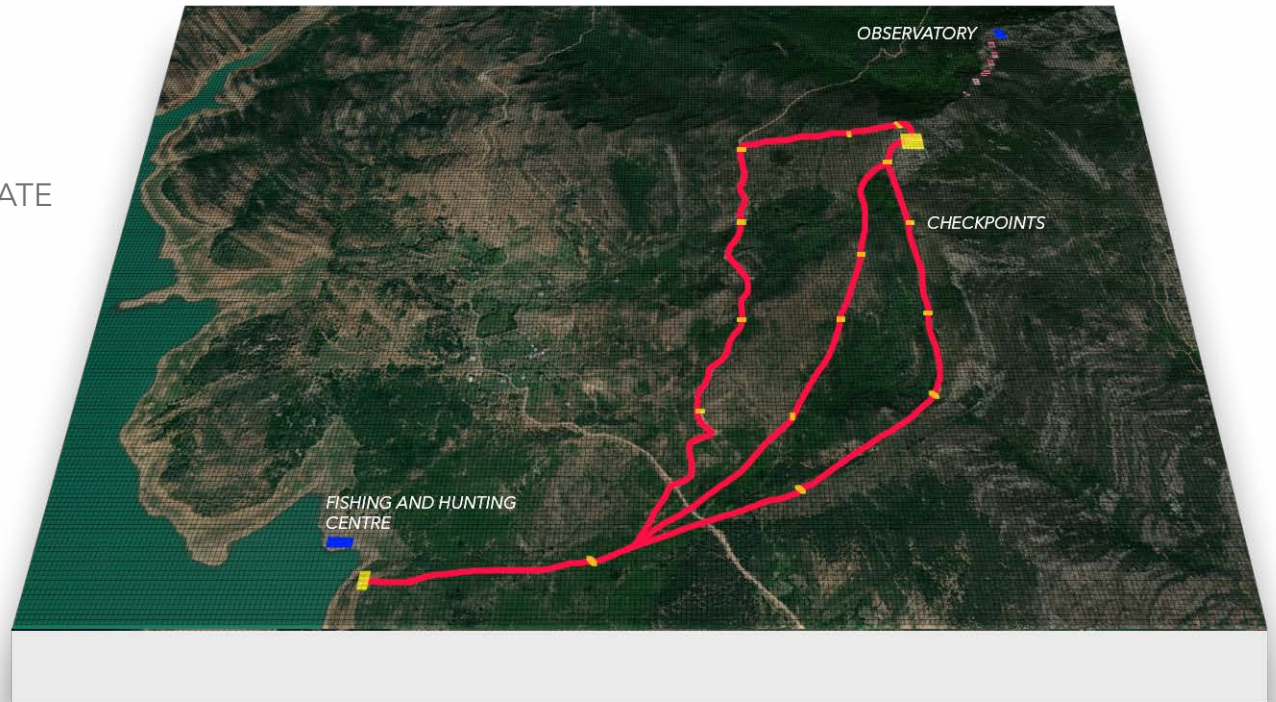 OBSERVATORY
ATE
CHECKPOINTS
FISHING AND HUNTING
CENTRE